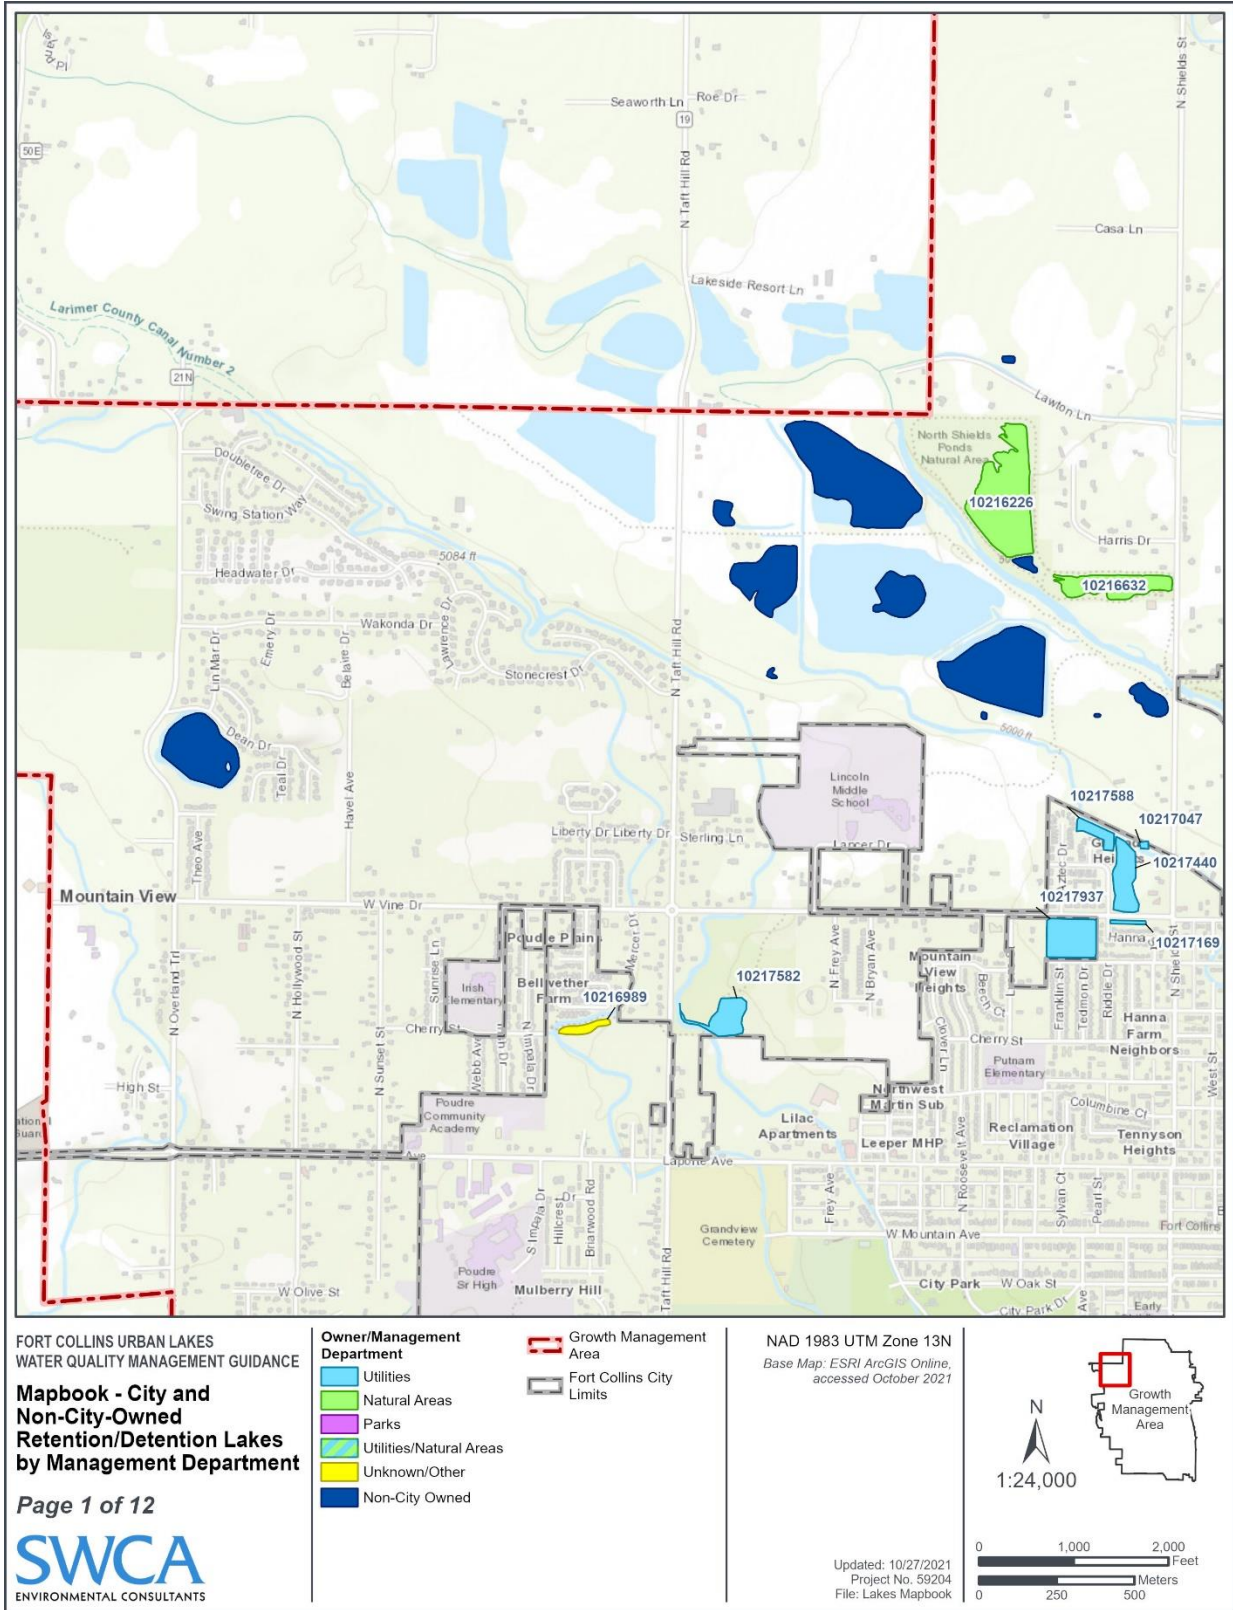 Seaworth Ln
Roe Dr
19
N Shields St
50E
N Taft Hill Rd
Casa Ln
Lakeside Resort Ln
Larimer County Canal Number 2
21N
Lawton Ln
North Shields
Ponds
Natural Area
Doubletree Dr
10216226
Swing Station Way
Harris Dr
5084 ft
Headwater Dr
10216632
Wakonda Dr
Emery Dr
Lawrence Dr
Lin Mar Dr
Belaire Dr
N Taft Hill Rd
Stonecrest Dr
5000 ft
Dean Dr
Teal Dr
Lincoln
Middle
School
10217588
10217047
Havel Ave
Liberty Dr Liberty Dr
Sterling Ln
Lancer Dr
Aztec Dr
10217440
Theo Ave
Mountain View
10217937
W Vine Dr
Poudre Plains
Hanna
10217169
Sunrise Ln
Mercer Dr
N Frey Ave
N Bryan Ave
Mountain
View
Heights
N Overland Trl
N Hollywood St
Irish
Elementary
Bellwether
Farm
10216989
10217582
Beech Ct
Franklin St
Tedmon Dr
Riddle Dr
Hanna
Farm
Neighbors
Cherry St
N Sunset St
Webb Ave
N Impala Dr
Clover Ln
Cherry St
Putnam
Elementary
West St
High St
Poudre
Community
Academy
Northwest
Martin Sub
Columbine Ct
Lilac
Apartments
Leeper MHP
Reclamation
Village
Tennyson
Heights
Ave
Laporte Ave
N Roosevelt Ave
S Impala Dr
Hillcrest Dr
Briarwood Rd
Frey Ave
Sylvan Ct
Pearl St
Grandview
Cemetery
W Mountain Ave
Fort Collins
Poudre
Sr High
Taft Hill Rd
Mulberry Hill
W Olive St
City Park
W Oak St
City Park Dr
Ave
Early
FORT COLLINS URBAN LAKES
WATER QUALITY MANAGEMENT GUIDANCE
Mapbook - City and
Non-City-Owned
Retention/Detention Lakes
by Management Department
Page 1 of 12
SWCA
ENVIRONMENTAL CONSULTANTS
Owner/Management
Department
Utilities
Natural Areas
Parks
Utilities/Natural Areas
Unknown/Other
Non-City Owned
Growth Management
Area
Fort Collins City
Limits
NAD 1983 UTM Zone 13N
Base Map: ESRI ArcGIS Online,
accessed October 2021
Updated: 10/27/2021
Project No. 59204
File: Lakes Mapbook
N
1:24,000
Growth
Management
Area
0 1,000 2,000
Feet
Meters
0 250 500